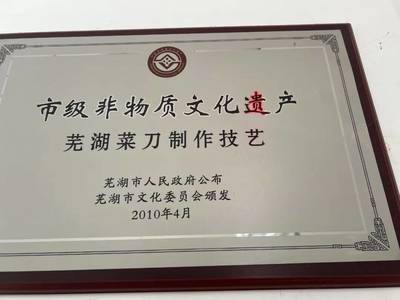 市级非物质文化遗产
芜湖菜刀制作技艺
芜湖市人民政府公布
芜湖市文化委员会颁发
2010年4月